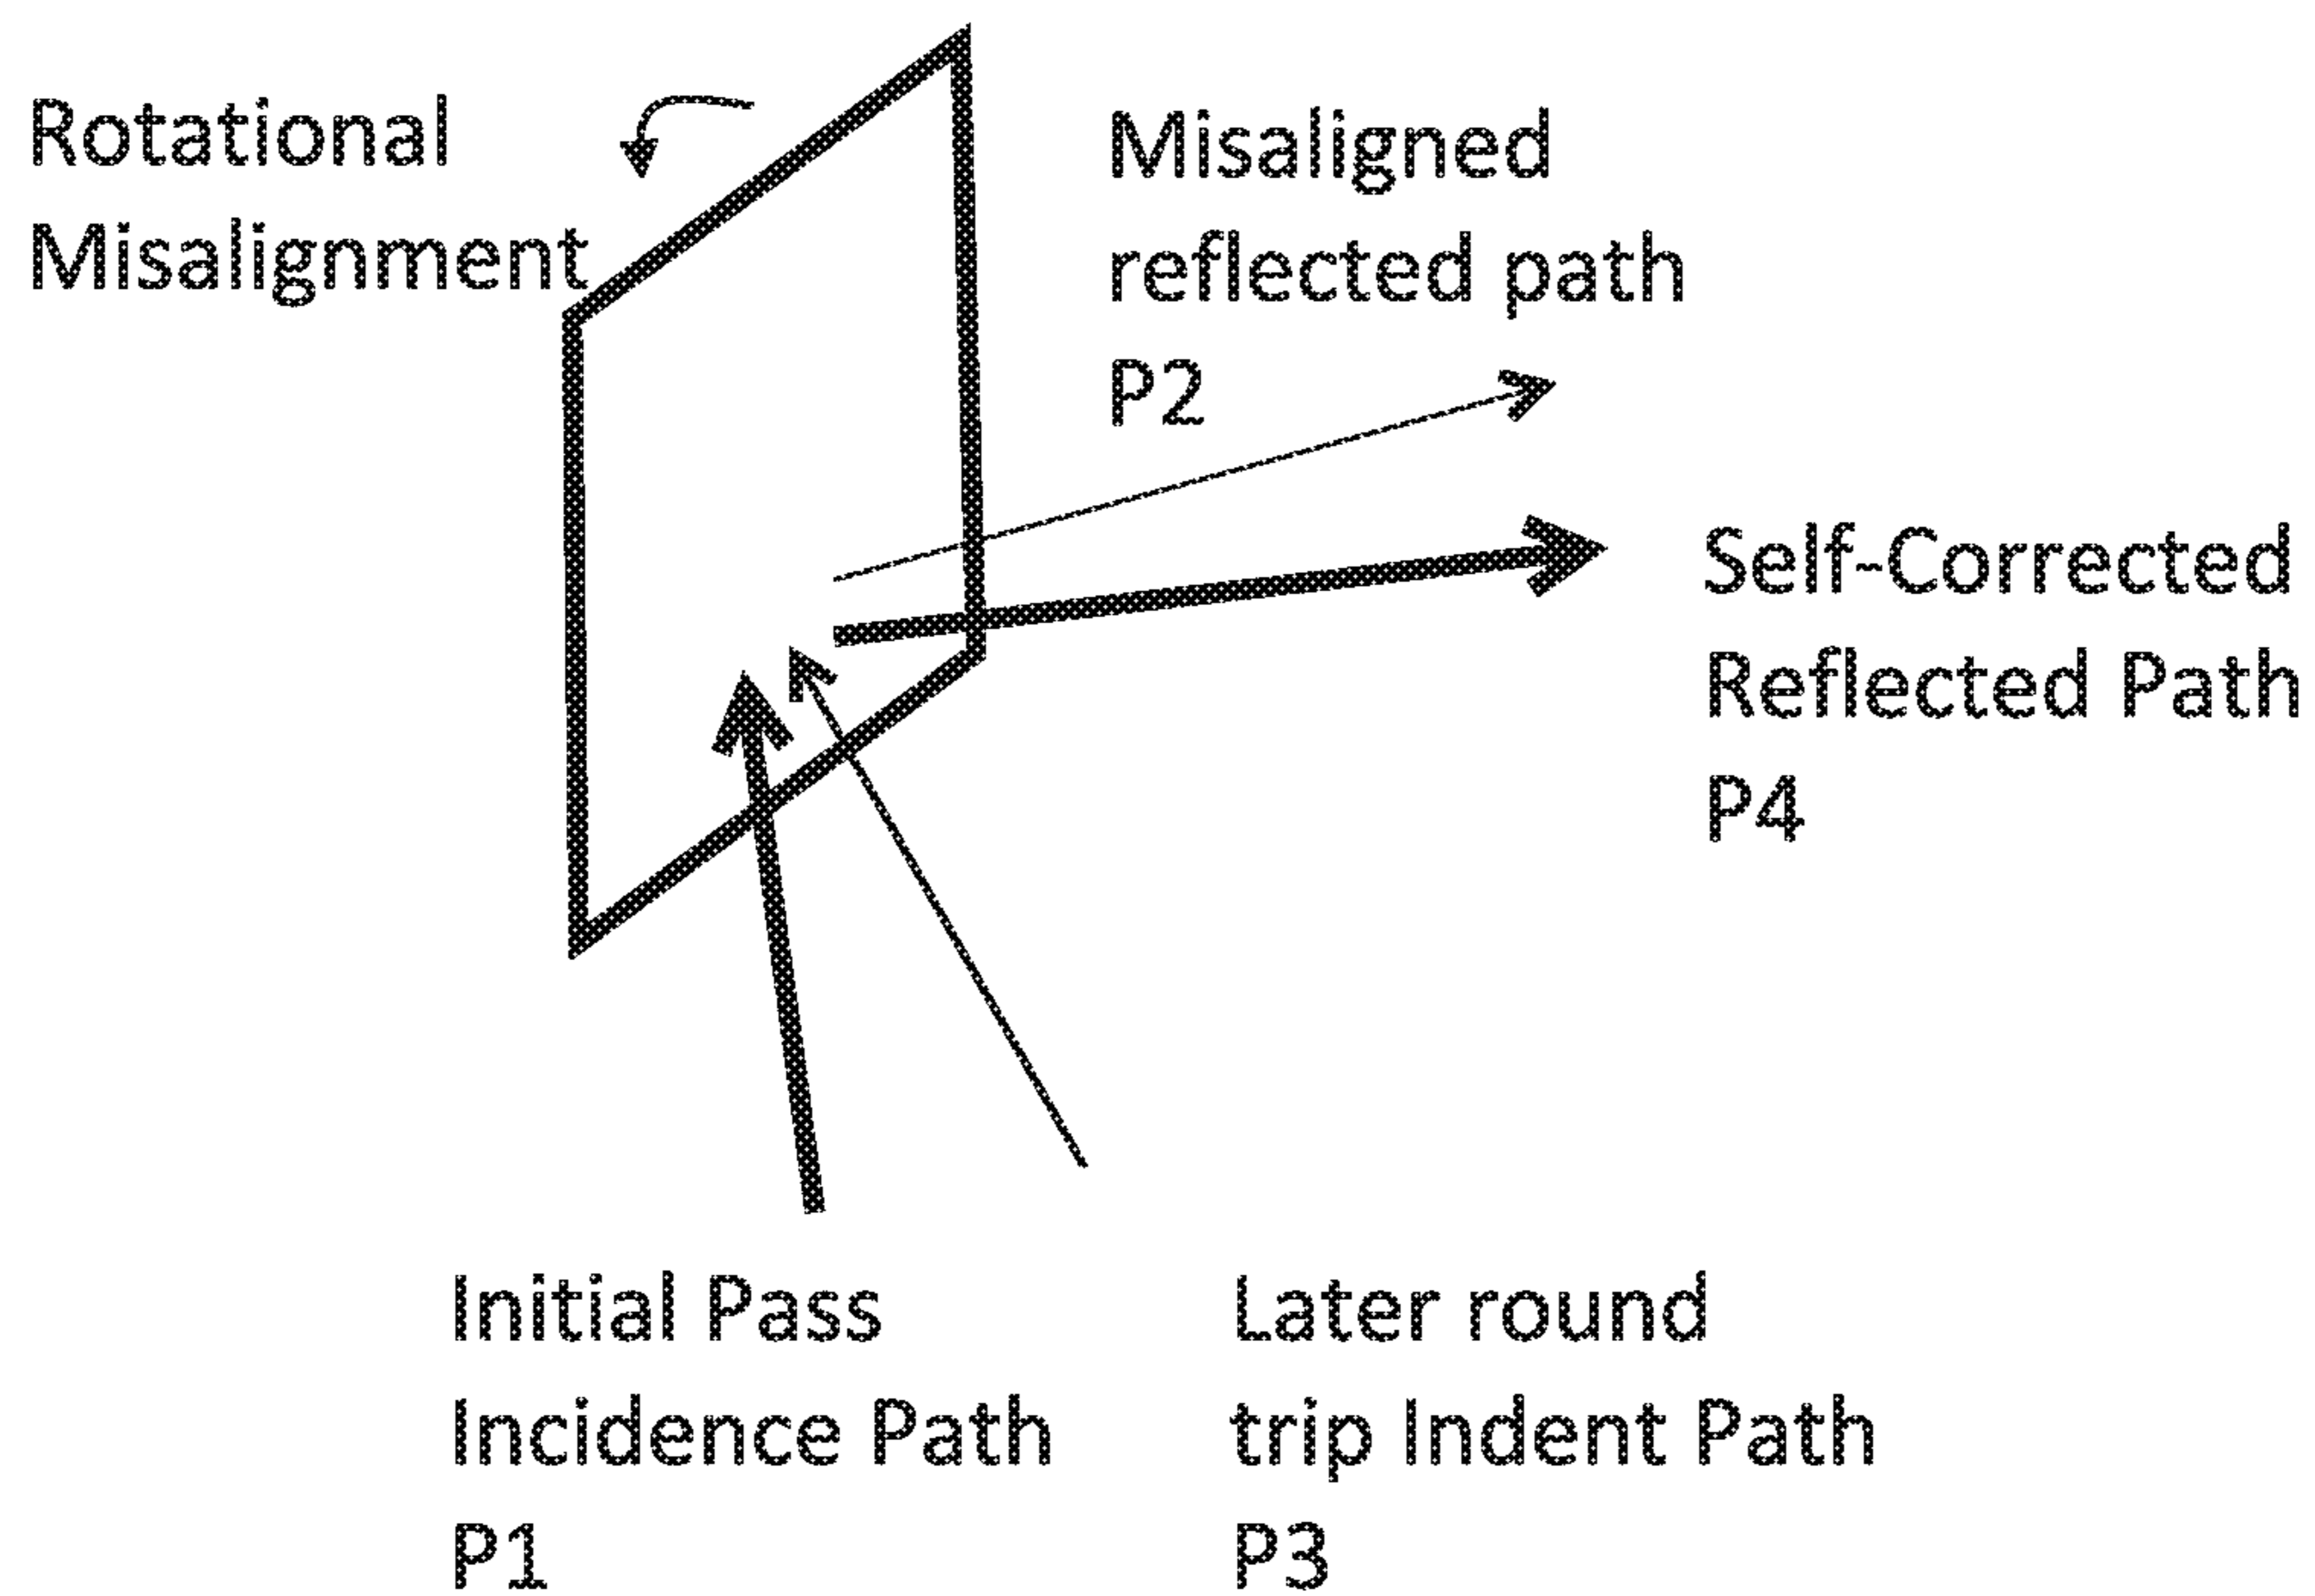 Rotational
Misalignment
Misaligned
reflected path
P2
Self-Corrected
Reflected Path
P4
Initial Pass
Incidence Path
P1
Later round
trip Indent Path
P3